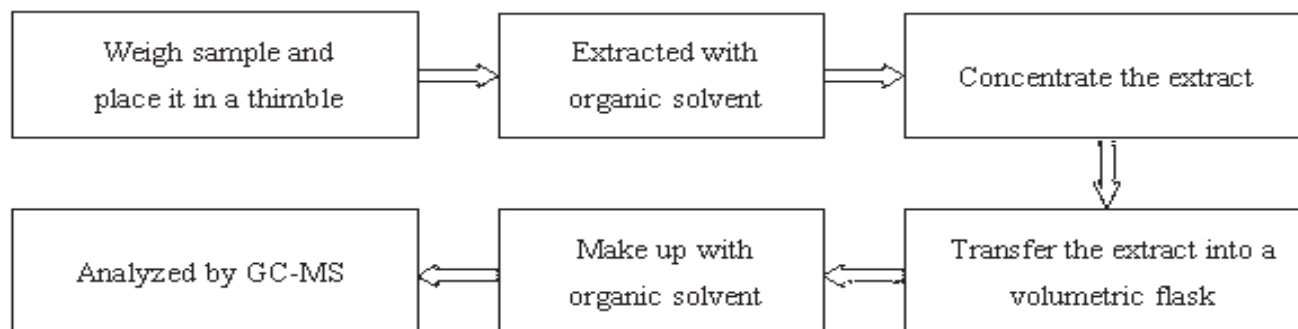 Weigh sample and
place it in a thimble
Extracted with
organic solvent
Concentrate the extract
Transfer the extract into a
volumetric flask
Make up with
organic solvent
Analyzed by GC-MS